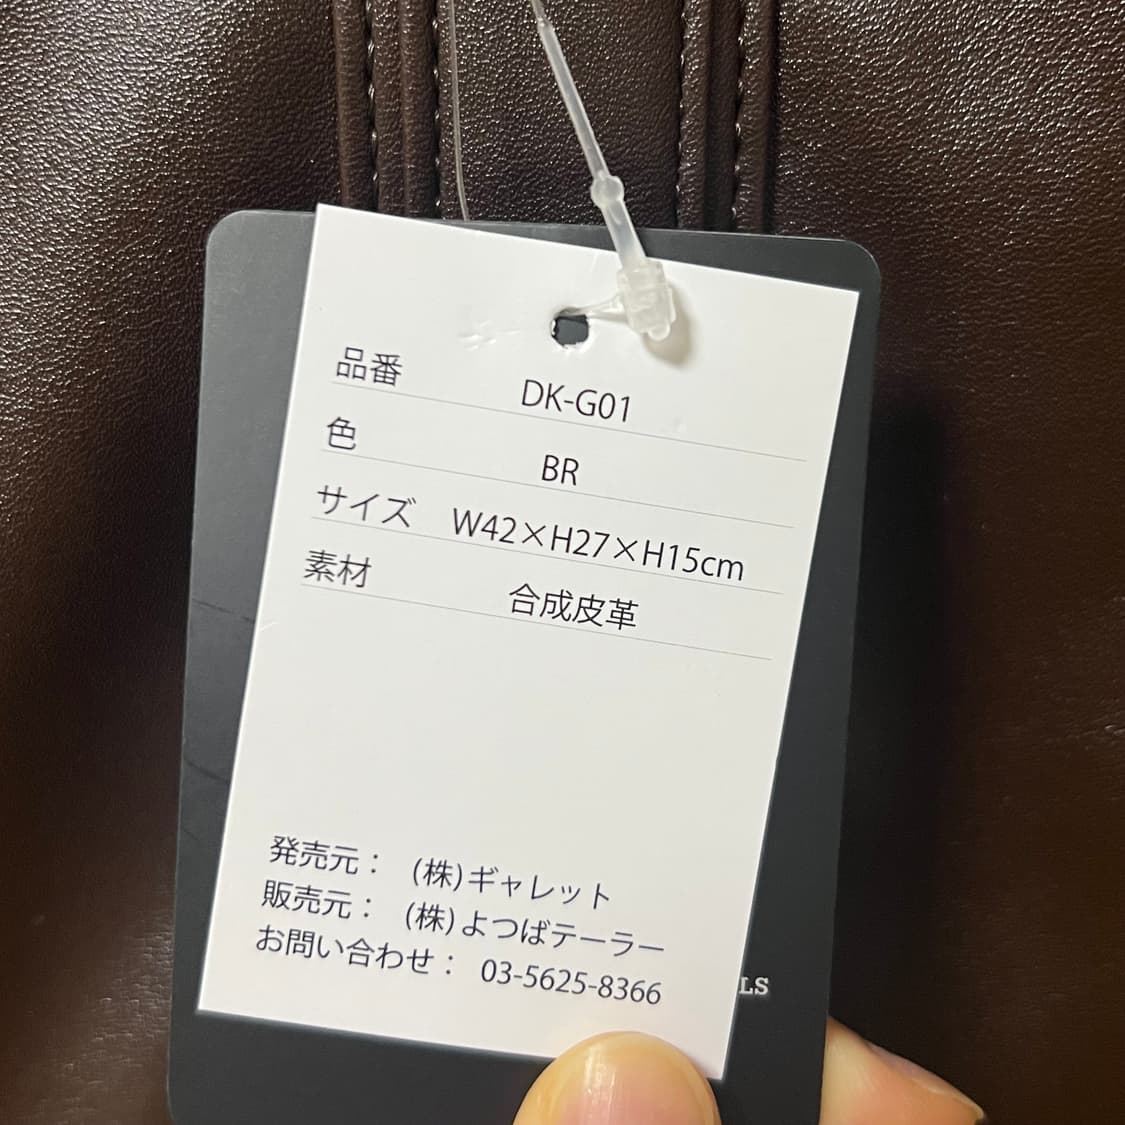 品番 DK-G01
色 BR
サイズ W42×H27×H15cm
素材 合成皮革
発売元： (株)ギャレット
販売元： (株)よつばテーラー
お問い合わせ： 03-5625-8366
LS